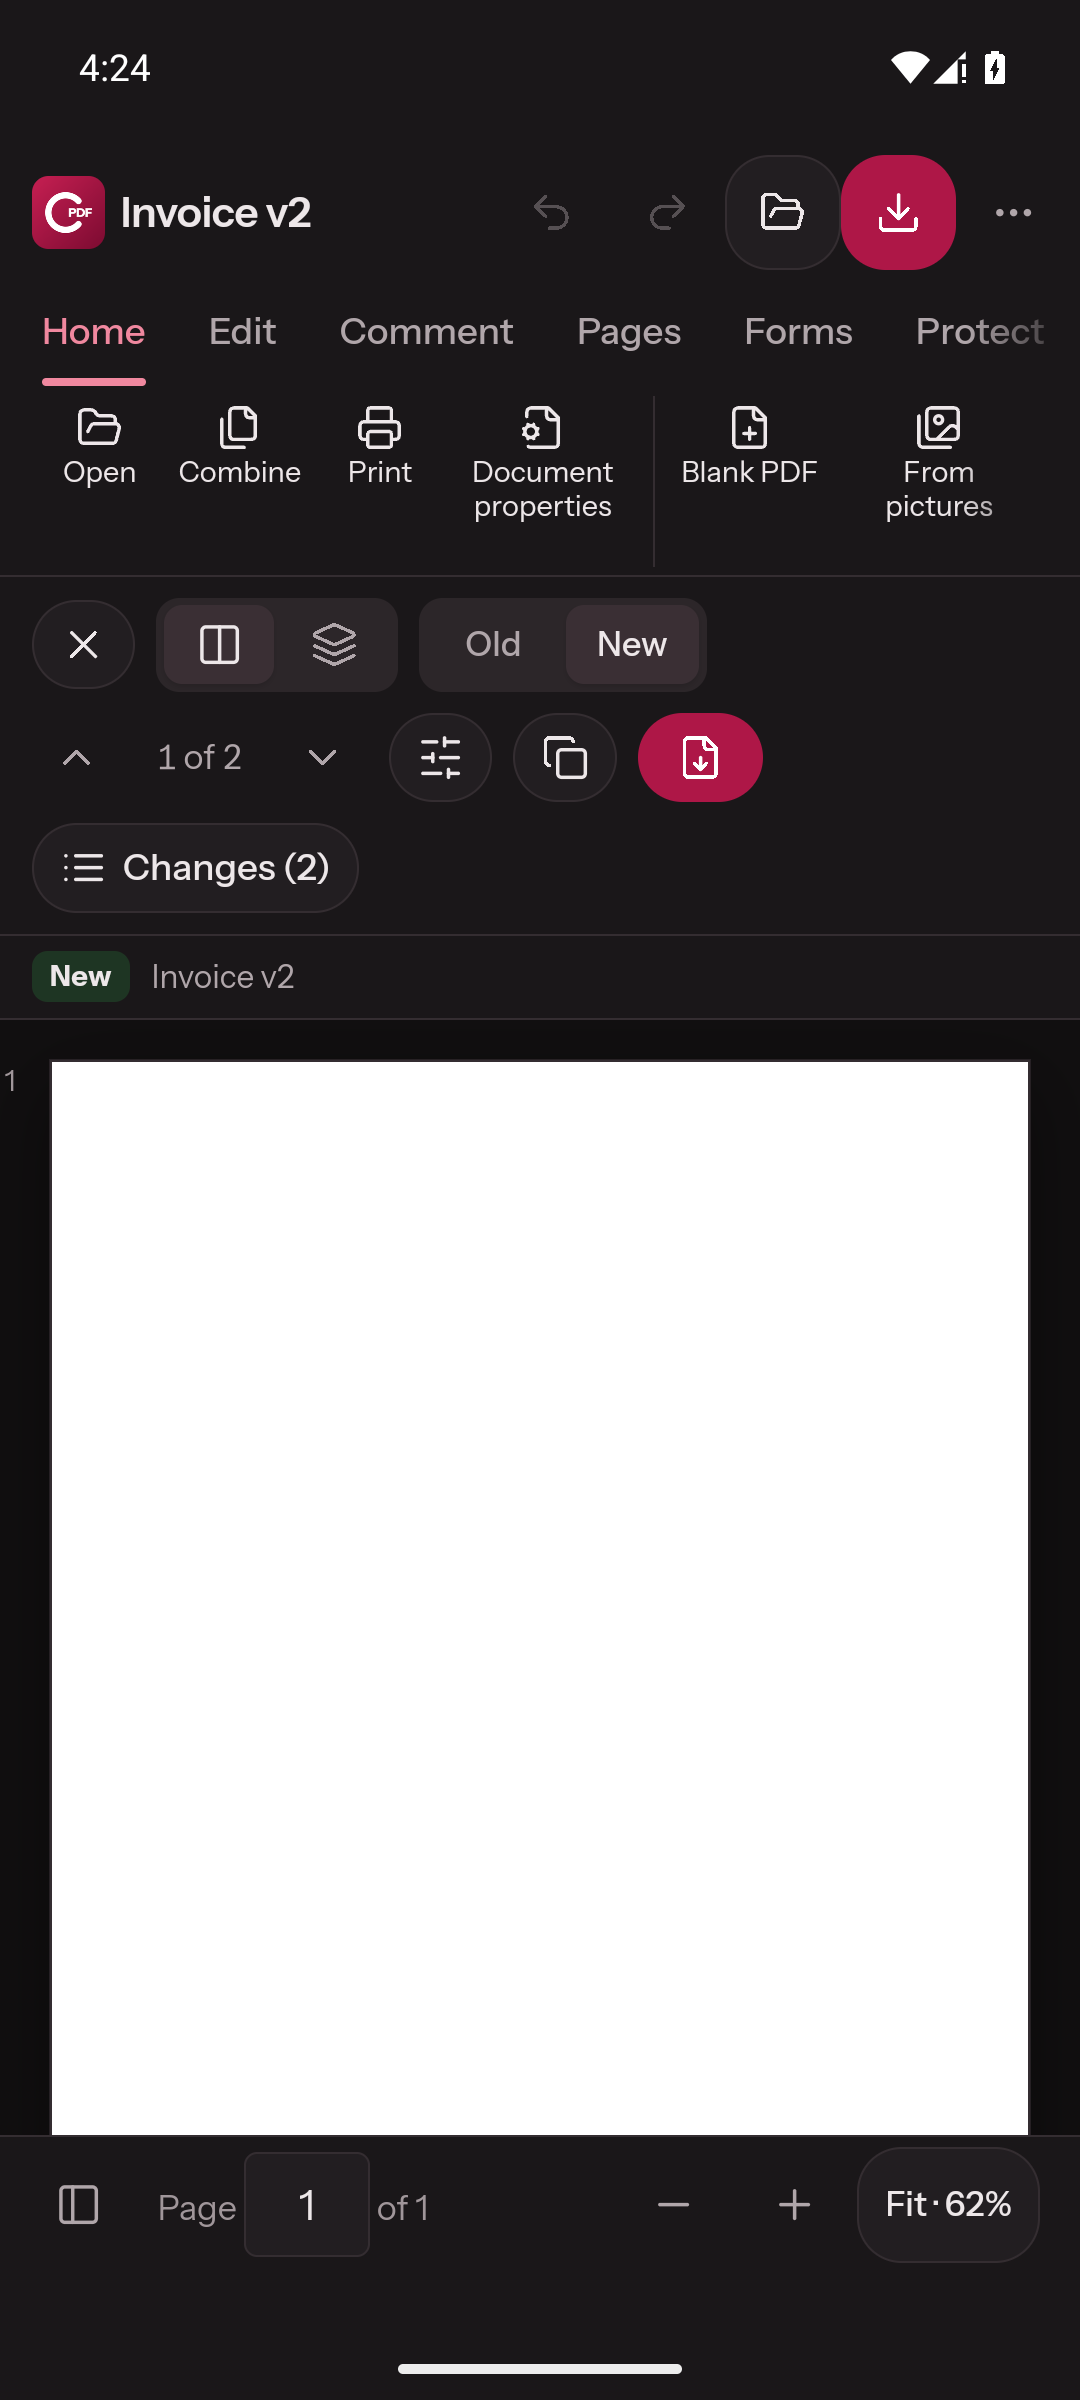 4:24
PDF
Invoice v2
Home Edit Comment Pages Forms Protect
Open Combine Print Document properties Blank PDF From pictures
Old New
1 of 2
Changes (2)
New Invoice v2
1
Page 1 of 1 Fit · 62%